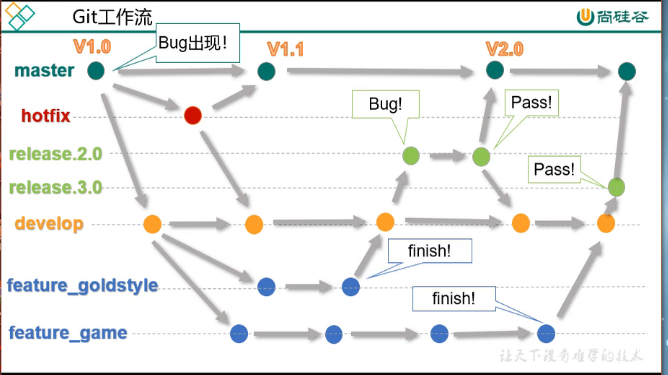 Git工作流
尚硅谷
V1.0
Bug出现！
V1.1
V2.0
master
hotfix
Bug!
Pass!
release.2.0
Pass!
release.3.0
develop
finish!
feature_goldstyle
finish!
feature_game
让天下没有难学的技术